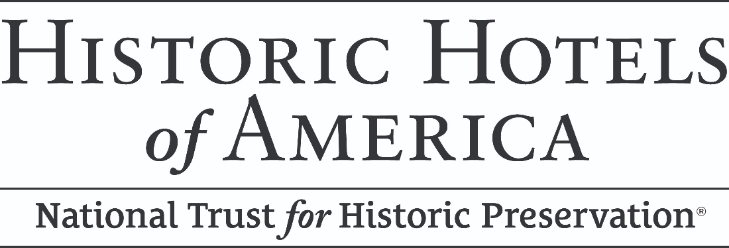 Historic Hotels
of America
National Trust for Historic Preservation®